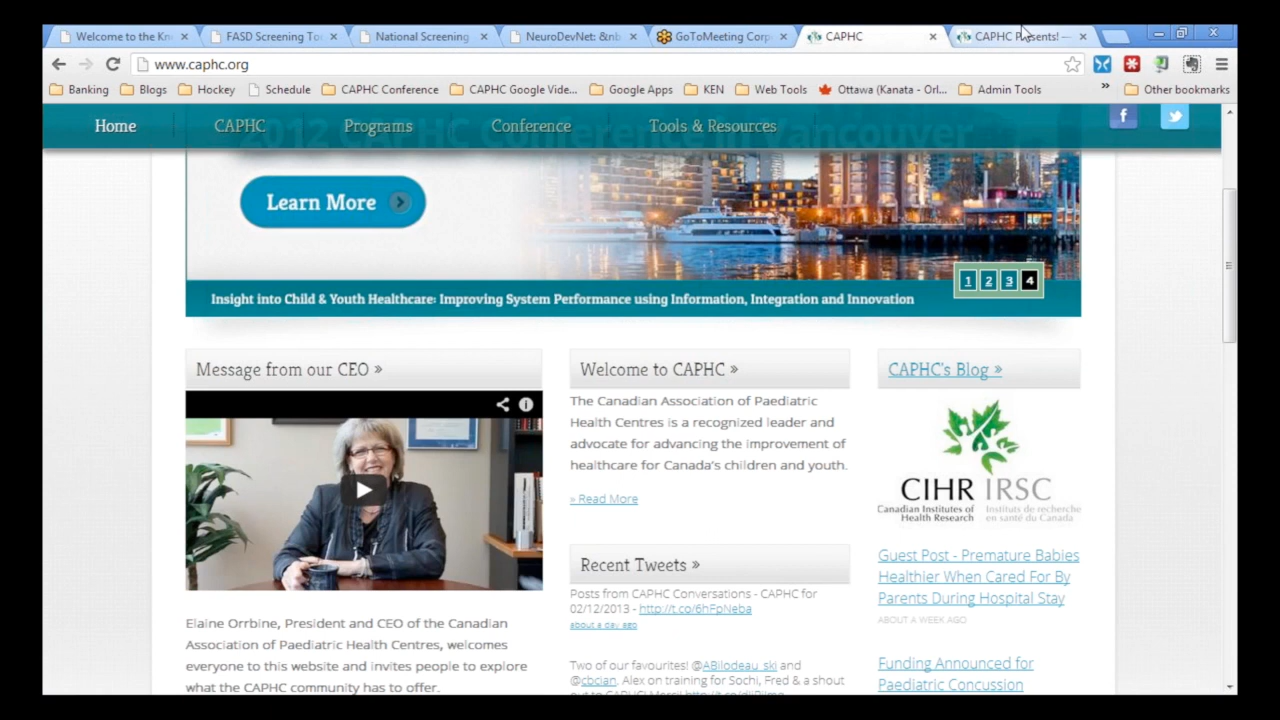 Welcome to the Kn
FASD Screening To
National Screening
NeuroDevNet: &nb
GoToMeeting Corp
CAPHC
CAPHC Presents! —
www.caphc.org
Banking
Blogs
Hockey
Schedule
CAPHC Conference
CAPHC Google Vide...
Google Apps
KEN
Web Tools
Ottawa (Kanata - Orl...
Admin Tools
»
Other bookmarks
Home
CAPHC
Programs
Conference
Tools & Resources
2012 CAPHC Conference in Vancouver
Learn More
1 2 3 4
Insight into Child & Youth Healthcare: Improving System Performance using Information, Integration and Innovation
Message from our CEO »
Elaine Orrbine, President and CEO of the Canadian
Association of Paediatric Health Centres, welcomes
everyone to this website and invites people to explore
what the CAPHC community has to offer.
Welcome to CAPHC »
The Canadian Association of Paediatric
Health Centres is a recognized leader and
advocate for advancing the improvement of
healthcare for Canada's children and youth.
» Read More
Recent Tweets »
Posts from CAPHC Conversations - CAPHC for
02/12/2013 - http://t.co/6hFpNeba
about a day ago
Two of our favourites! @ABilodeau_ski and
@cbcian. Alex on training for Sochi, Fred & a shout
CAPHC's Blog »
CIHR IRSC
Canadian Institutes of Instituts de recherche
Health Research en santé du Canada
Guest Post - Premature Babies
Healthier When Cared For By
Parents During Hospital Stay
ABOUT A WEEK AGO
Funding Announced for
Paediatric Concussion